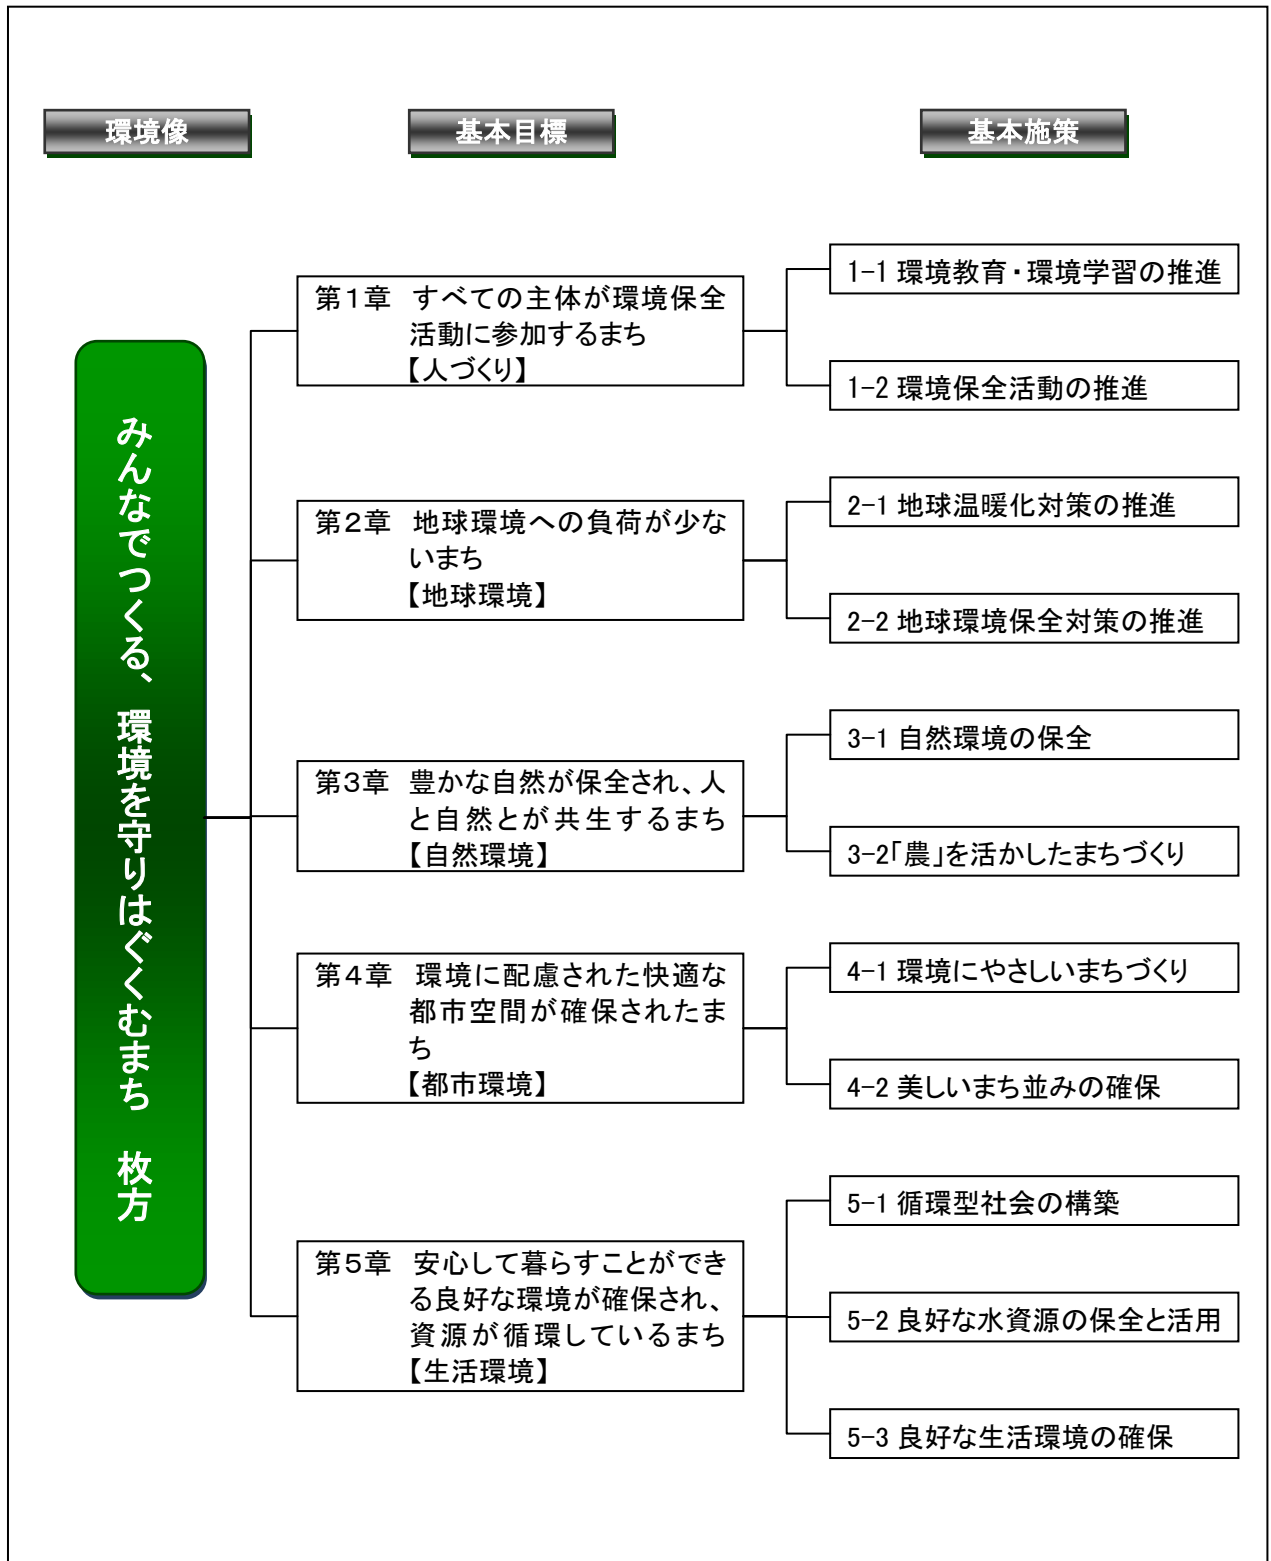 環境像
基本目標
基本施策
みんなでつくる、環境を守りはぐくむまち　枚方
第1章　すべての主体が環境保全
活動に参加するまち
【人づくり】
1-1 環境教育・環境学習の推進
1-2 環境保全活動の推進
第2章　地球環境への負荷が少な
いまち
【地球環境】
2-1 地球温暖化対策の推進
2-2 地球環境保全対策の推進
第3章　豊かな自然が保全され、人
と自然とが共生するまち
【自然環境】
3-1 自然環境の保全
3-2「農」を活かしたまちづくり
第4章　環境に配慮された快適な
都市空間が確保されたま
ち
【都市環境】
4-1 環境にやさしいまちづくり
4-2 美しいまち並みの確保
第5章　安心して暮らすことができ
る良好な環境が確保され、
資源が循環しているまち
【生活環境】
5-1 循環型社会の構築
5-2 良好な水資源の保全と活用
5-3 良好な生活環境の確保